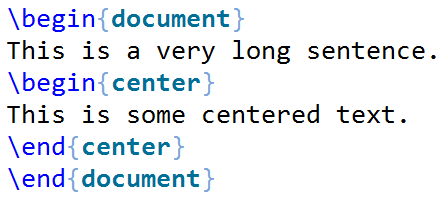 \begin{document}
This is a very long sentence.
\begin{center}
This is some centered text.
\end{center}
\end{document}